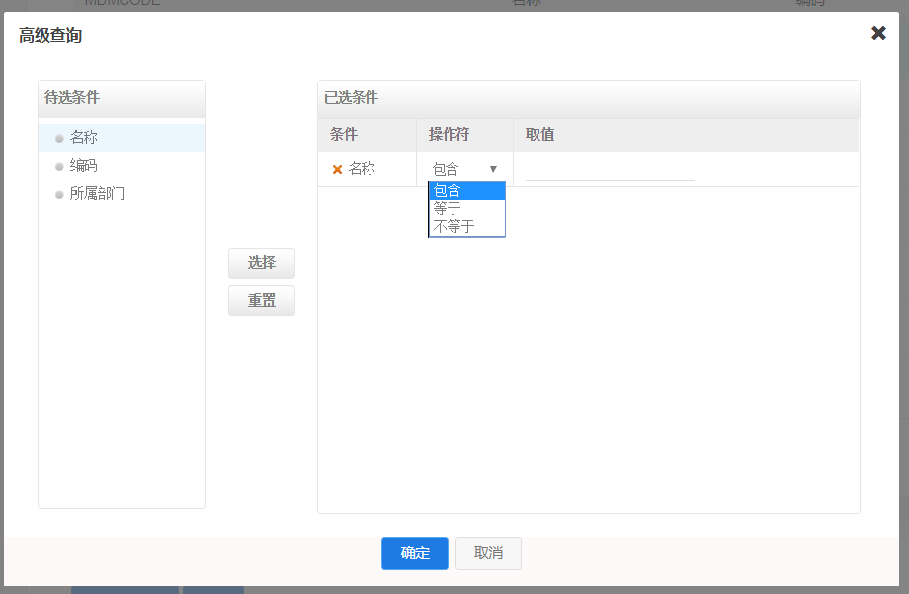 MDMCODE 名称 编码
高级查询
待选条件
名称
编码
所属部门
选择
重置
已选条件
条件 操作符 取值
名称 包含
包含
等于
不等于
确定 取消